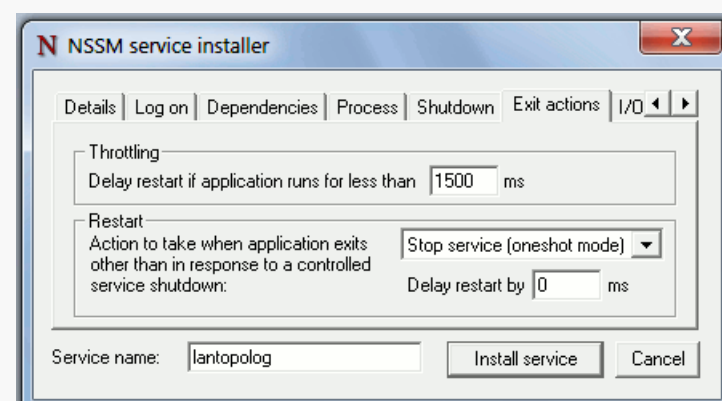 N NSSM service installer
Details Log on Dependencies Process Shutdown Exit actions I/O
Throttling
Delay restart if application runs for less than 1500 ms
Restart
Action to take when application exits
other than in response to a controlled
service shutdown:
Stop service (oneshot mode)
Delay restart by 0 ms
Service name: lantopolog Install service Cancel